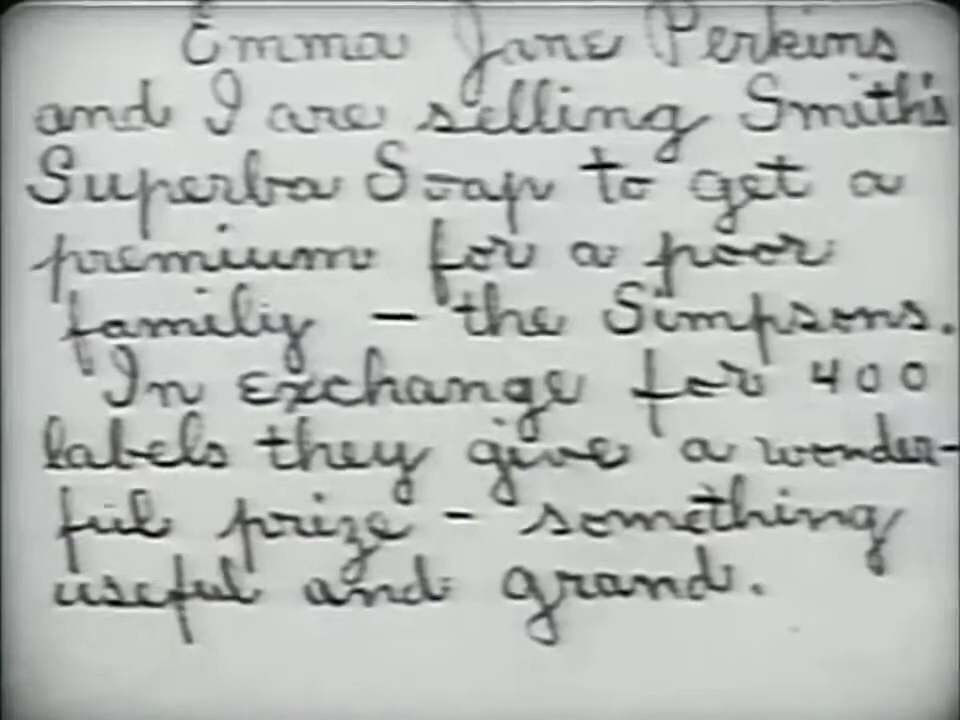 Emma Jane Perkins
and I are selling Smith's
Superba Soap to get a
premium for a poor
family - the Simpsons.
In exchange for 400
labels they give a wonder-
ful prize - something
useful and grand.